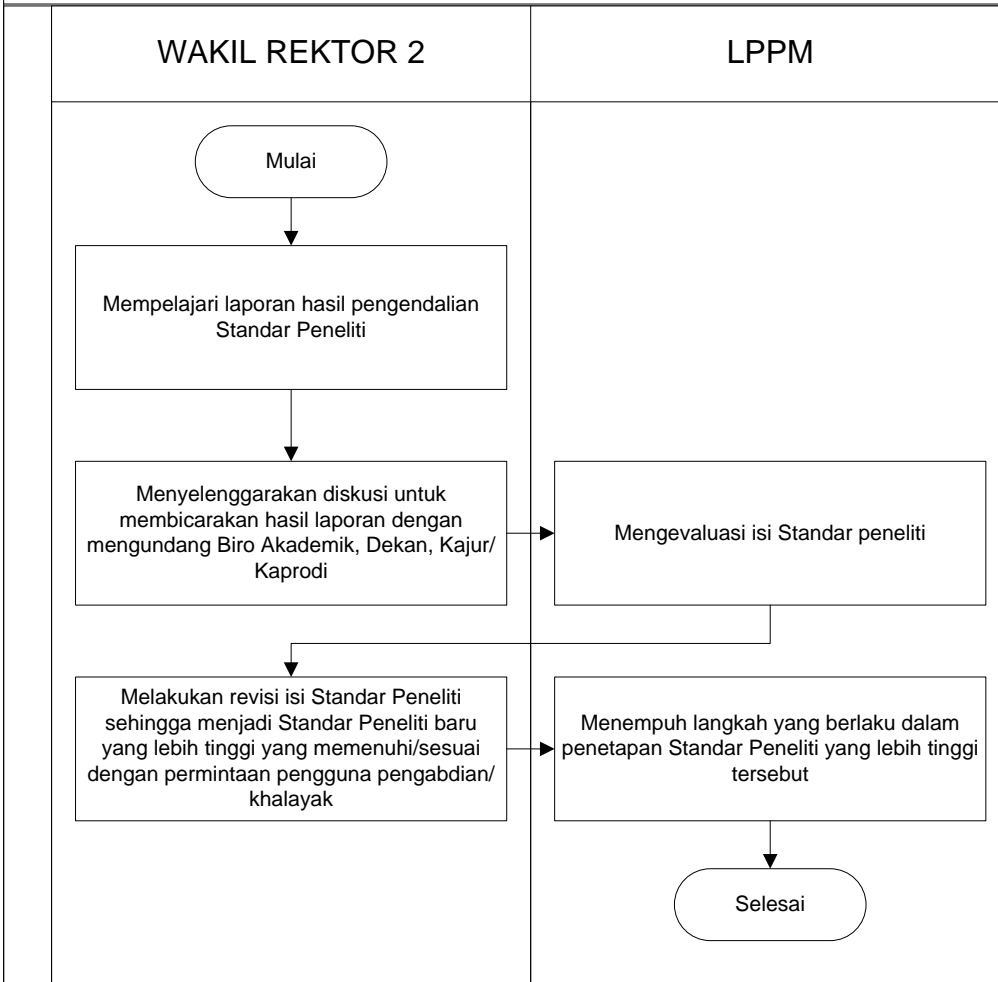 WAKIL REKTOR 2
LPPM
Mulai
Mempelajari laporan hasil pengendalian
Standar Peneliti
Menyelenggarakan diskusi untuk
membicarakan hasil laporan dengan
mengundang Biro Akademik, Dekan, Kajur/
Kaprodi
Mengevaluasi isi Standar peneliti
Melakukan revisi isi Standar Peneliti
sehingga menjadi Standar Peneliti baru
yang lebih tinggi yang memenuhi/sesuai
dengan permintaan pengguna pengabdian/
khalayak
Menempuh langkah yang berlaku dalam
penetapan Standar Peneliti yang lebih tinggi
tersebut
Selesai